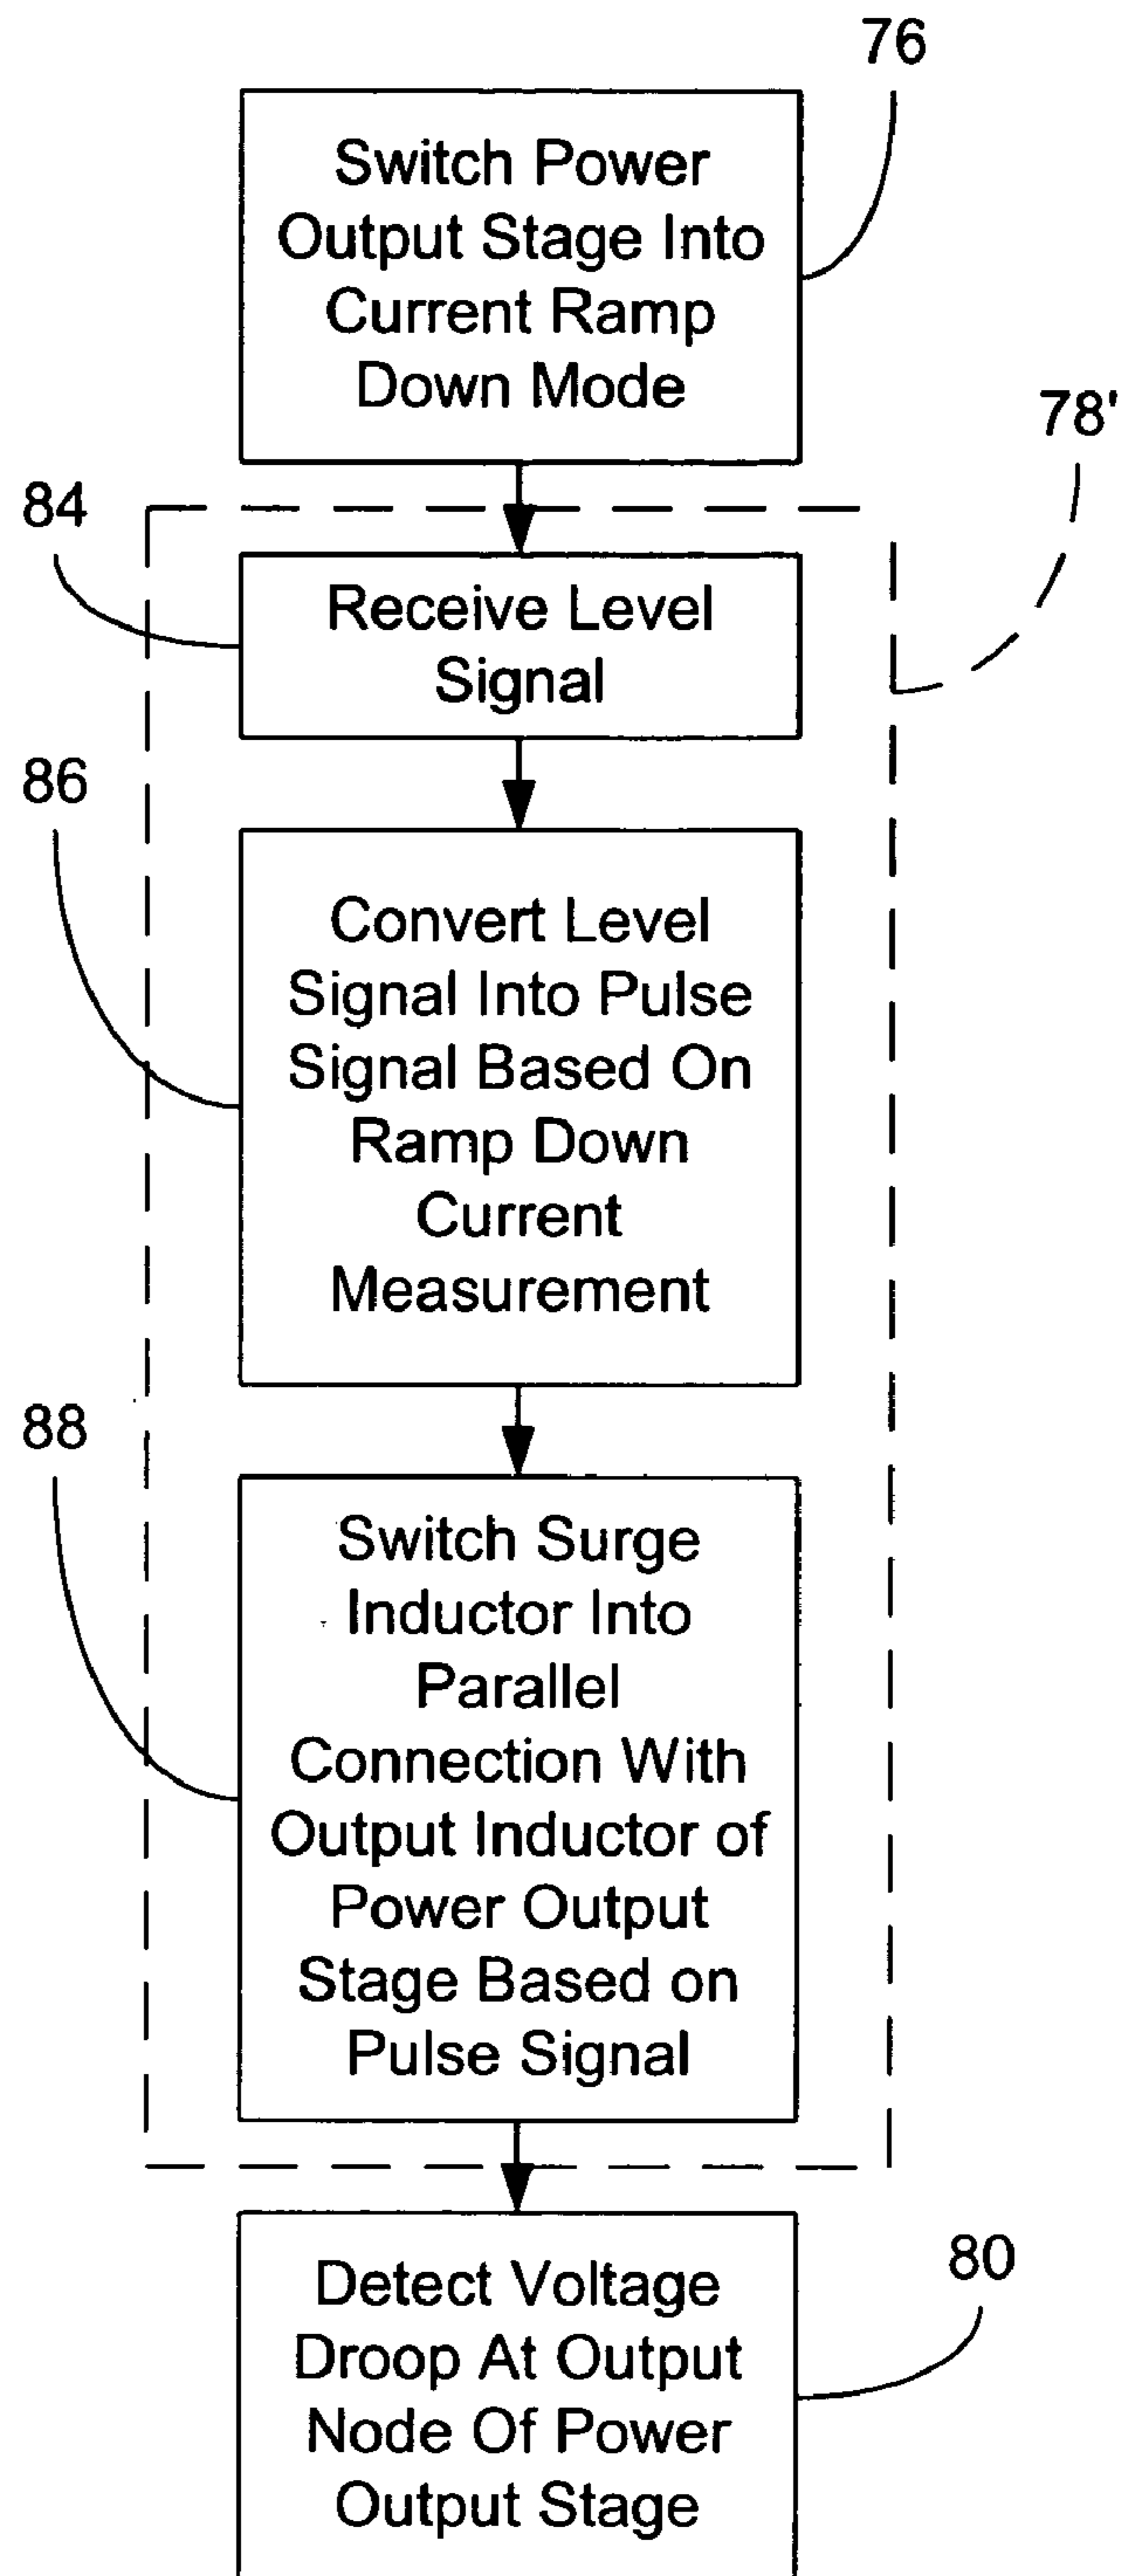 76
Switch Power
Output Stage Into
Current Ramp
Down Mode
78'
84
Receive Level
Signal
86
Convert Level
Signal Into Pulse
Signal Based On
Ramp Down
Current
Measurement
88
Switch Surge
Inductor Into
Parallel
Connection With
Output Inductor of
Power Output
Stage Based on
Pulse Signal
80
Detect Voltage
Droop At Output
Node Of Power
Output Stage